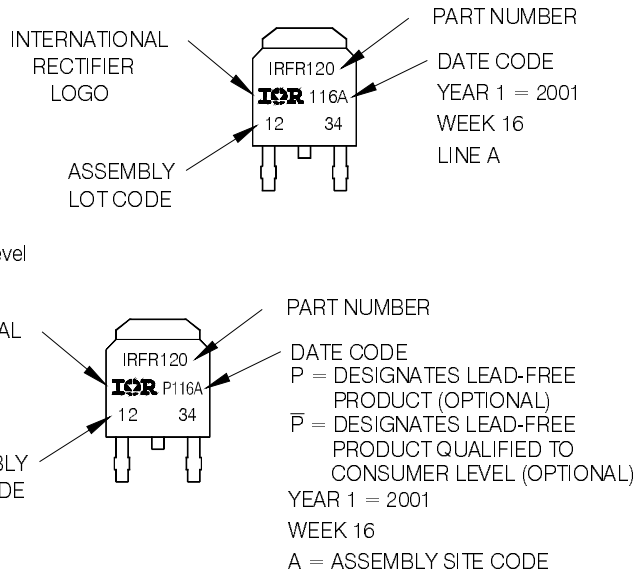 PART NUMBER
INTERNATIONAL
RECTIFIER
LOGO
IRFR120
IOR 116A
12 34
DATE CODE
YEAR 1 = 2001
WEEK 16
LINE A
ASSEMBLY
LOT CODE
evel
AL
PART NUMBER
IRFR120
IOR P116A
12 34
DATE CODE
P = DESIGNATES LEAD-FREE
PRODUCT (OPTIONAL)
P̅ = DESIGNATES LEAD-FREE
PRODUCT QUALIFIED TO
CONSUMER LEVEL (OPTIONAL)
BLY
DE
YEAR 1 = 2001
WEEK 16
A = ASSEMBLY SITE CODE